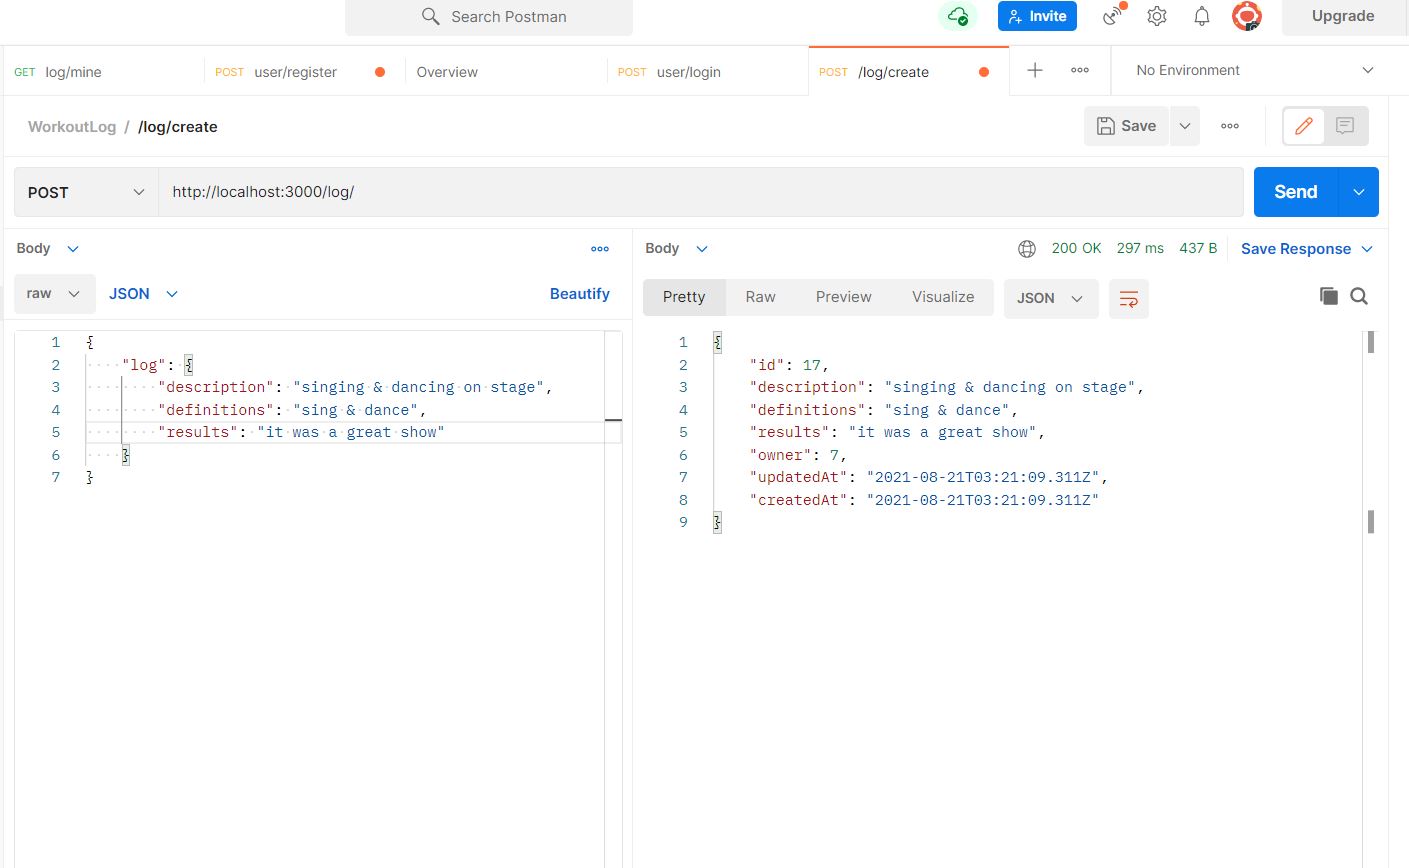 Search Postman
Invite
Upgrade
GET log/mine
POST user/register
Overview
POST user/login
POST /log/create
No Environment
WorkoutLog / /log/create
Save
POST
http://localhost:3000/log/
Send
Body
raw
JSON
Beautify
1 {
2 "log": {
3 "description": "singing & dancing on stage",
4 "definitions": "sing & dance",
5 "results": "it was a great show"
6 }
7 }
Body
200 OK 297 ms 437 B
Save Response
Pretty
Raw
Preview
Visualize
JSON
1 {
2 "id": 17,
3 "description": "singing & dancing on stage",
4 "definitions": "sing & dance",
5 "results": "it was a great show",
6 "owner": 7,
7 "updatedAt": "2021-08-21T03:21:09.311Z",
8 "createdAt": "2021-08-21T03:21:09.311Z"
9 }